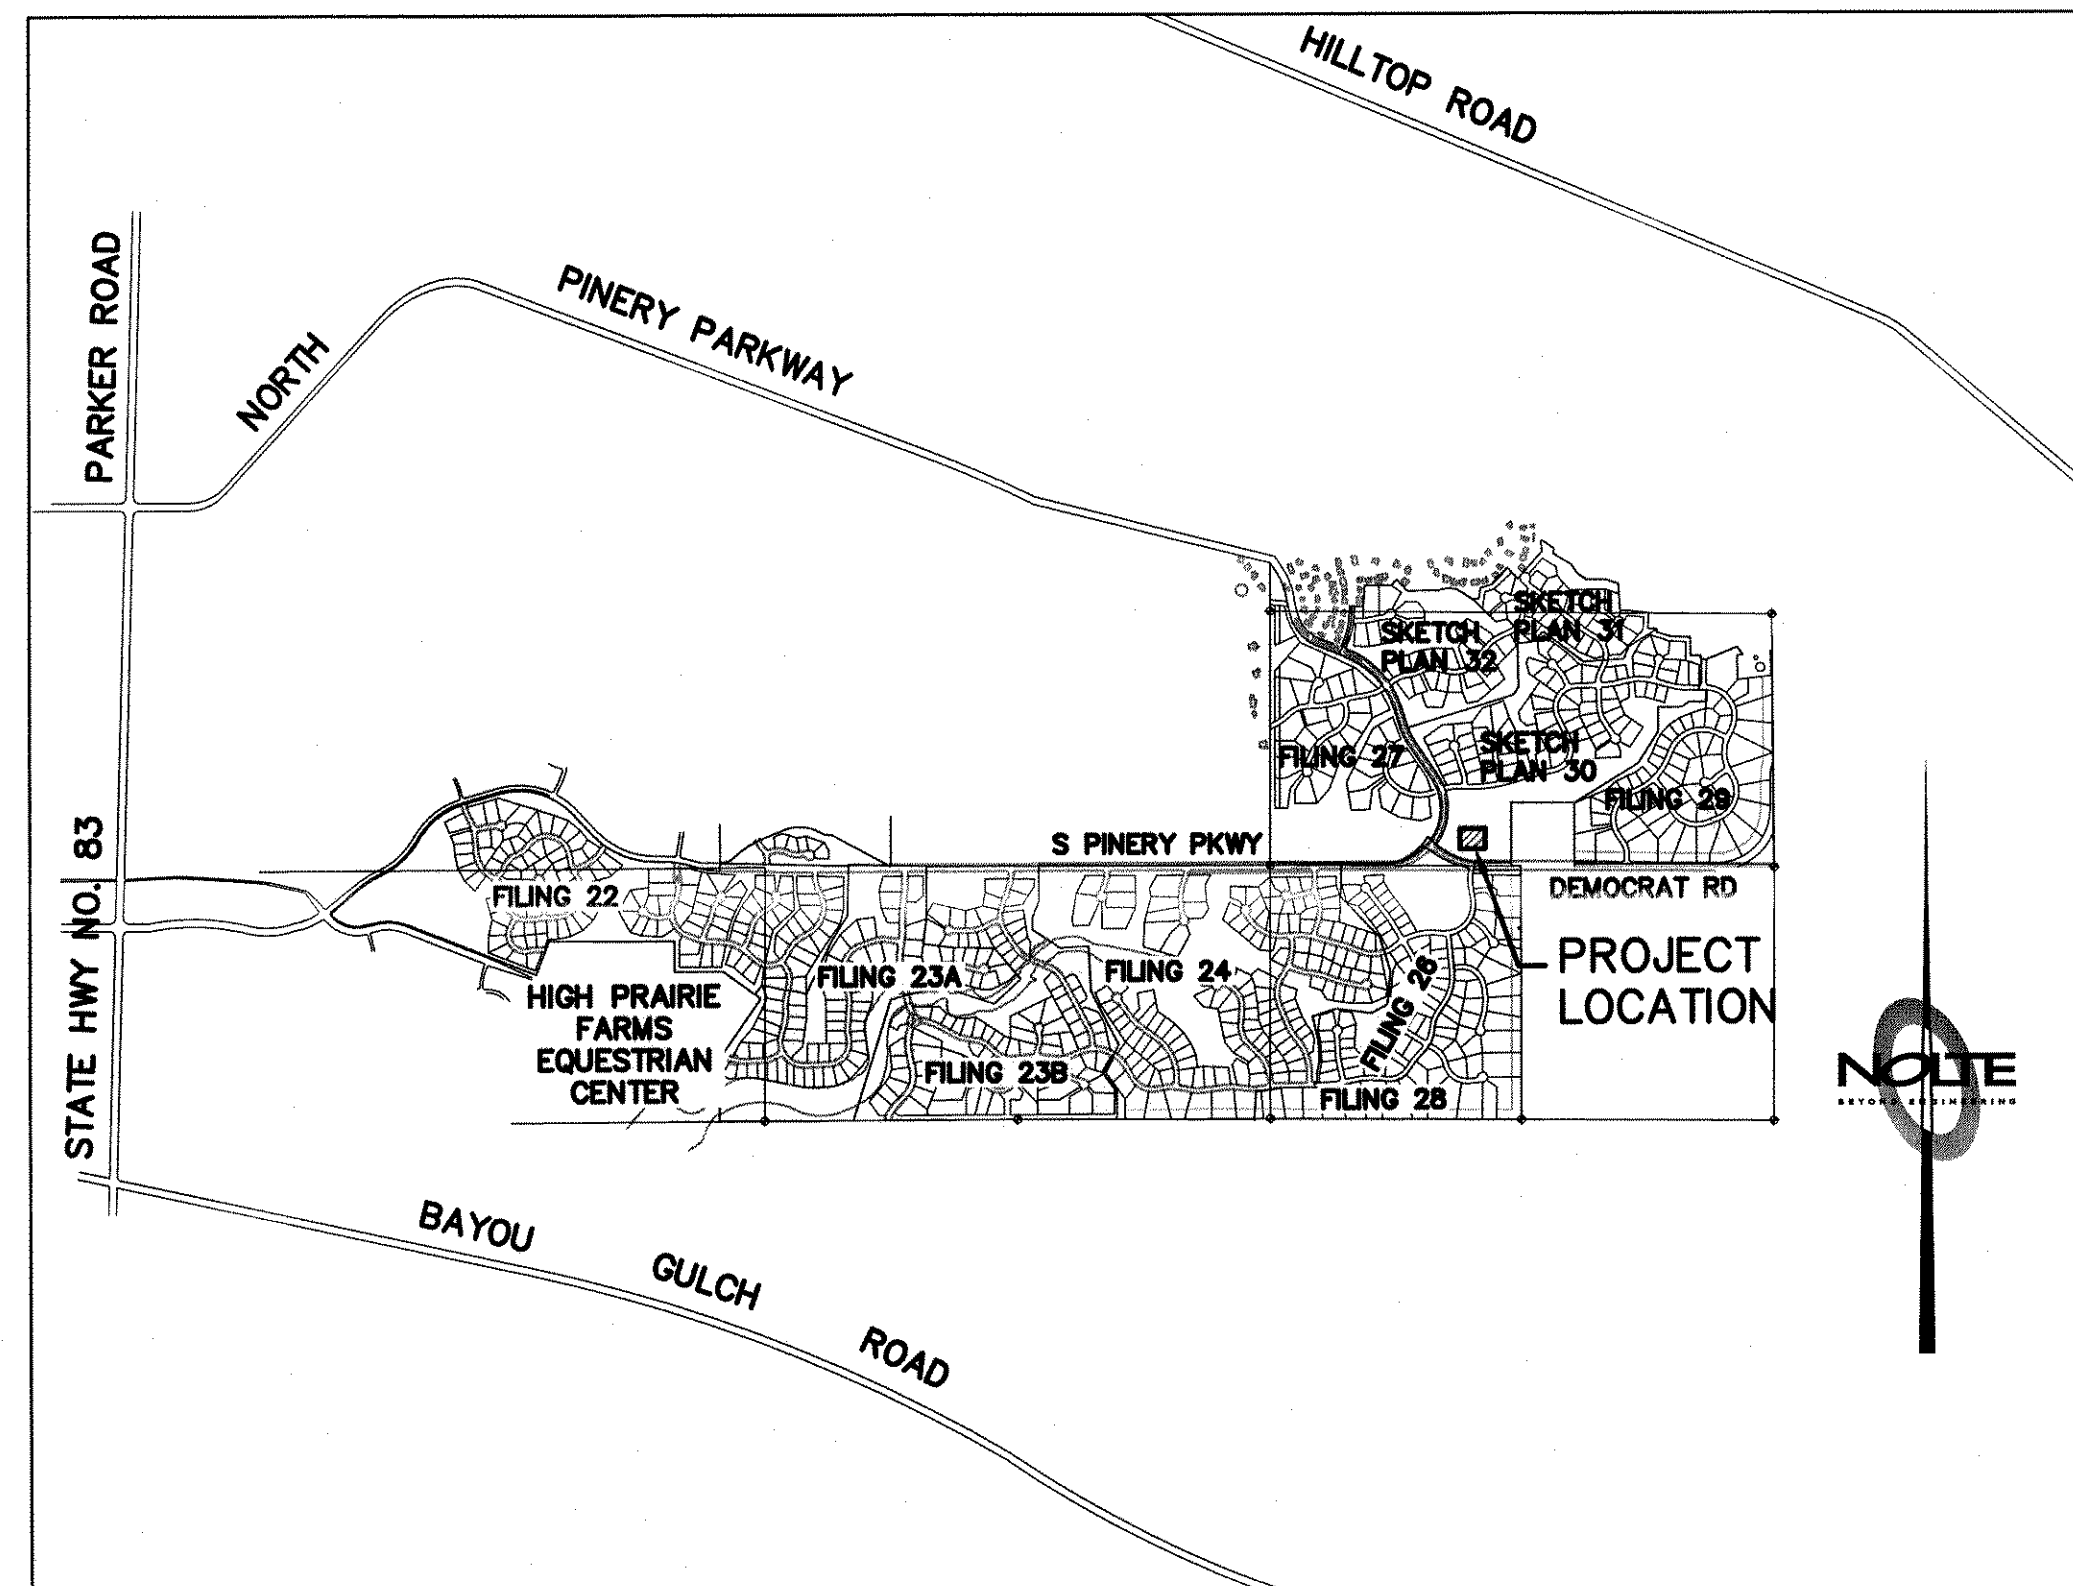 HILLTOP ROAD
PARKER ROAD
NORTH
PINERY PARKWAY
SKETCH
PLAN 31
SKETCH
PLAN 32
FILING 27
SKETCH
PLAN 30
FILING 29
S PINERY PKWY
DEMOCRAT RD
STATE HWY NO. 83
FILING 22
PROJECT
LOCATION
FILING 23A
FILING 24
FILING 26
HIGH PRAIRIE
FARMS
EQUESTRIAN
CENTER
FILING 23B
FILING 28
NOLTE
BEYOND ENGINEERING
BAYOU
GULCH
ROAD